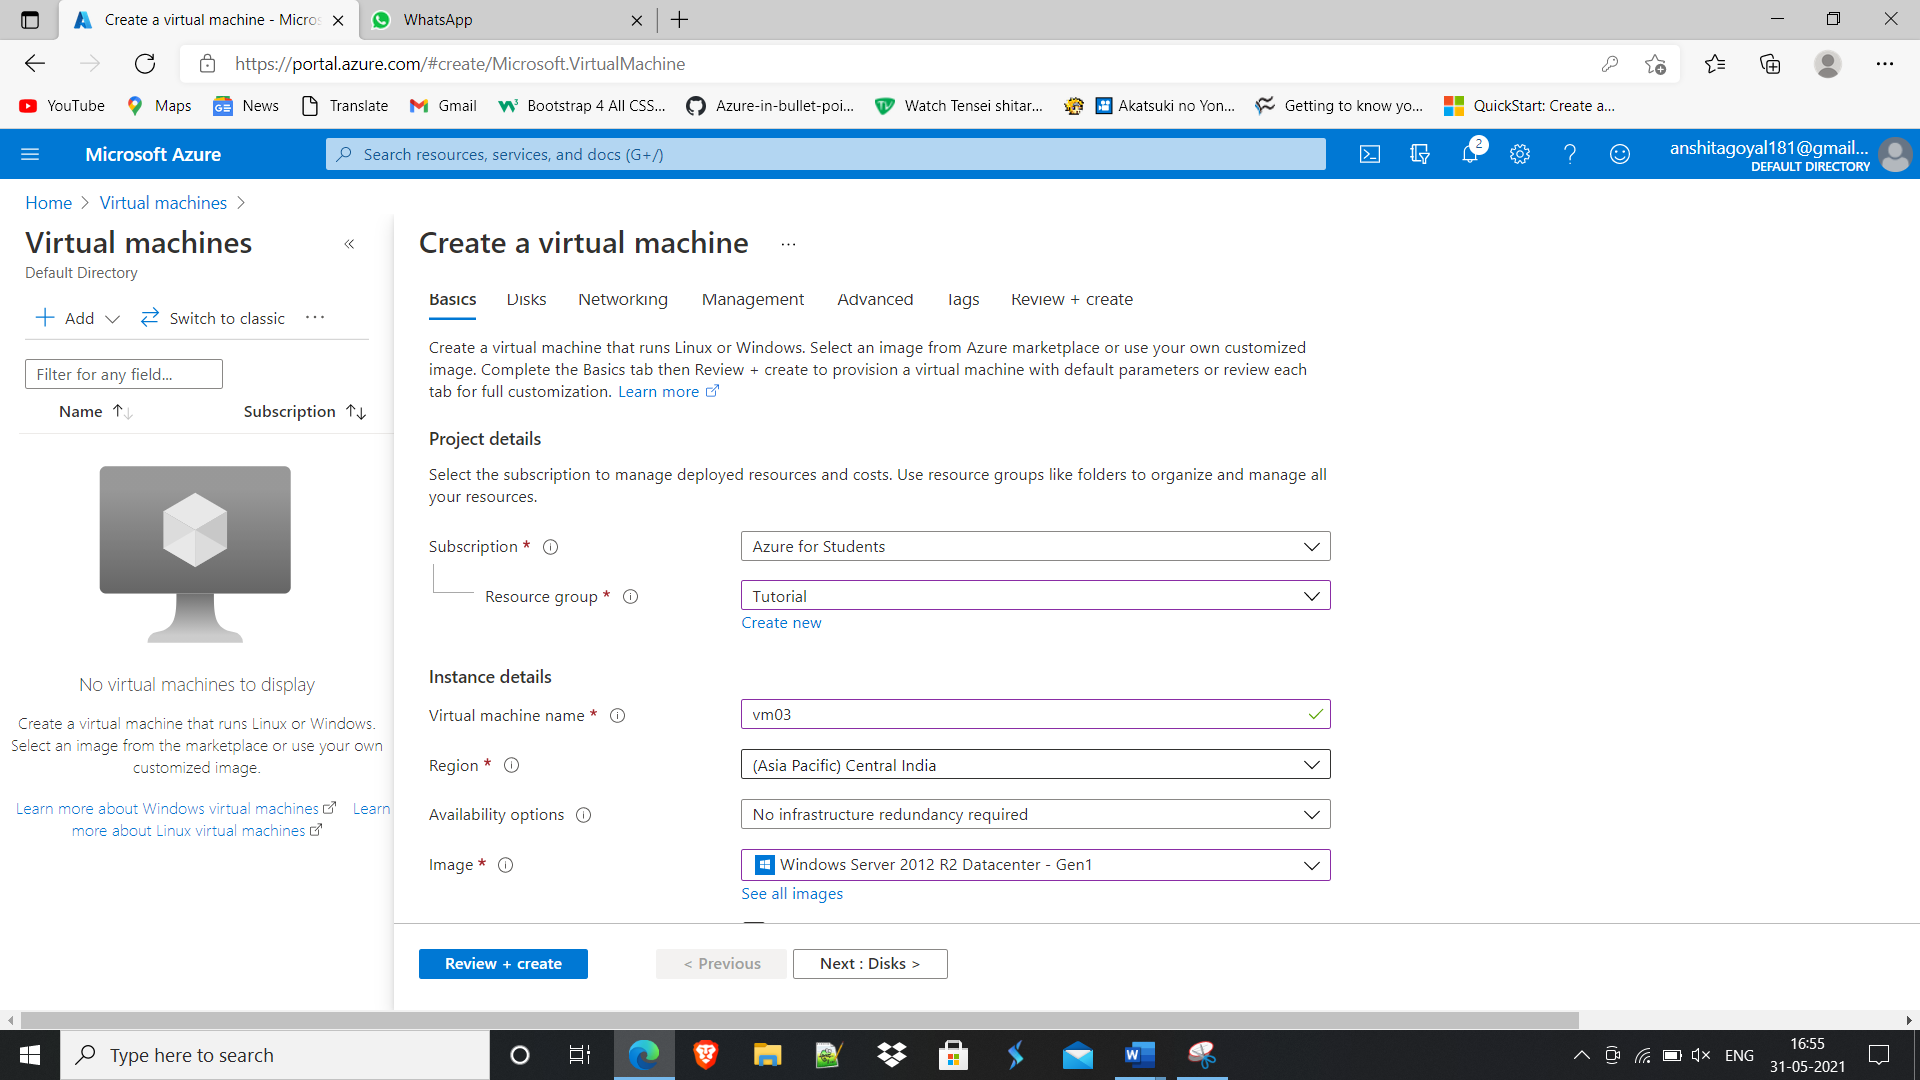 Create a virtual machine - Micros
WhatsApp
https://portal.azure.com/#create/Microsoft.VirtualMachine
YouTube
Maps
News
Translate
Gmail
Bootstrap 4 All CSS...
Azure-in-bullet-poi...
Watch Tensei shitar...
Akatsuki no Yon...
Getting to know yo...
QuickStart: Create a...
Microsoft Azure
Search resources, services, and docs (G+/)
2
anshitagoyal181@gmail....
DEFAULT DIRECTORY
Home > Virtual machines >
Virtual machines
Default Directory
Add
Switch to classic
Filter for any field...
Name
Subscription
No virtual machines to display
Create a virtual machine that runs Linux or Windows.
Select an image from the marketplace or use your own
customized image.
Learn more about Windows virtual machines Learn
more about Linux virtual machines
Create a virtual machine ...
Basics
Disks
Networking
Management
Advanced
Tags
Review + create
Create a virtual machine that runs Linux or Windows. Select an image from Azure marketplace or use your own customized
image. Complete the Basics tab then Review + create to provision a virtual machine with default parameters or review each
tab for full customization. Learn more
Project details
Select the subscription to manage deployed resources and costs. Use resource groups like folders to organize and manage all
your resources.
Subscription *
Azure for Students
Resource group *
Tutorial
Create new
Instance details
Virtual machine name *
vm03
Region *
(Asia Pacific) Central India
Availability options
No infrastructure redundancy required
Image *
Windows Server 2012 R2 Datacenter - Gen1
See all images
Review + create
< Previous
Next : Disks >
Type here to search
ENG
16:55
31-05-2021